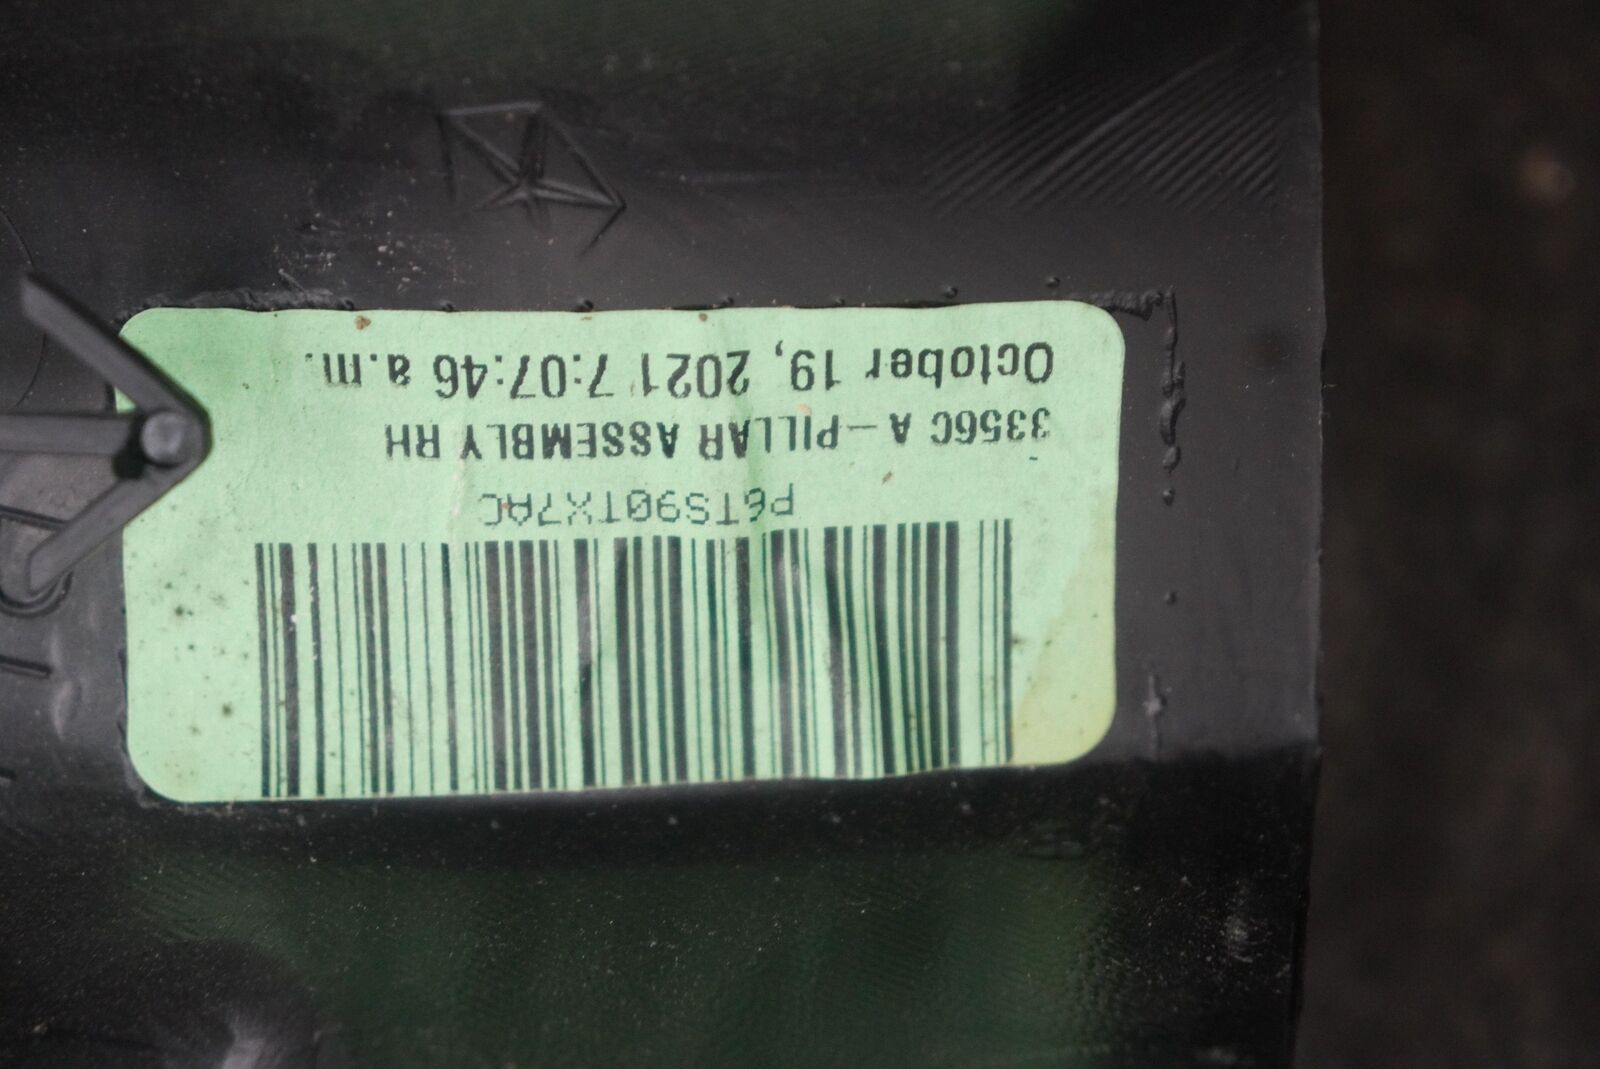 P6TS90TX7AC
3356C A-PILLAR ASSEMBLY RH
October 19, 2021 7:07:46 a.m.